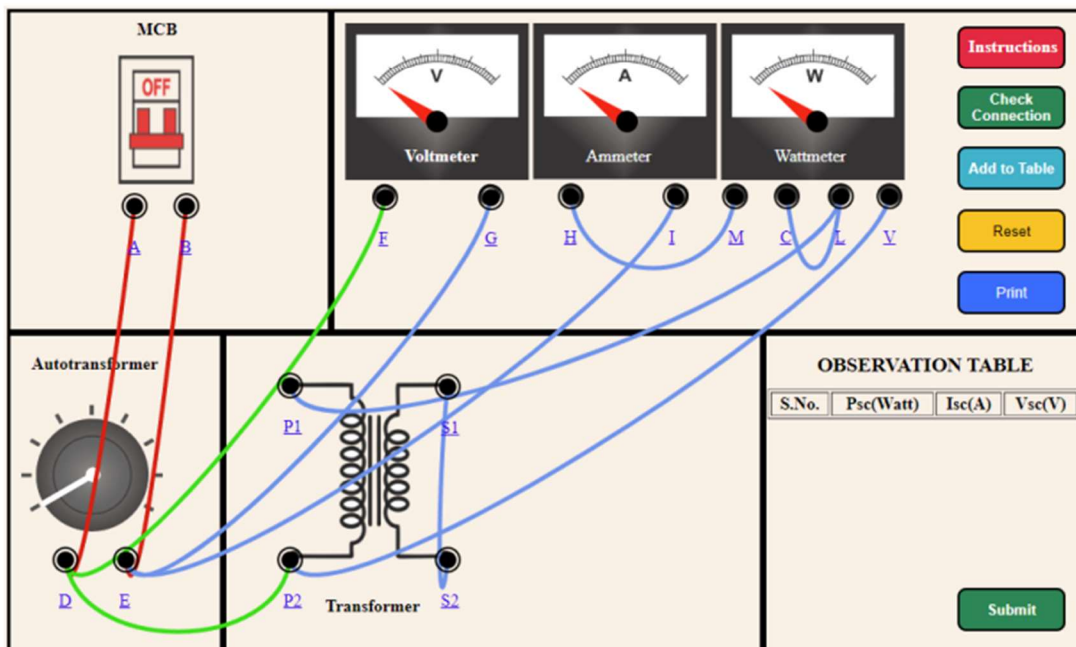 MCB
OFF
A
B
V
A
W
Voltmeter
Ammeter
Wattmeter
F
G
H
I
M
C
L
V
Instructions
Check
Connection
Add to Table
Reset
Print
Autotransformer
D
E
P1
S1
P2
S2
Transformer
OBSERVATION TABLE
S.No. Psc(Watt) Isc(A) Vsc(V)
Submit